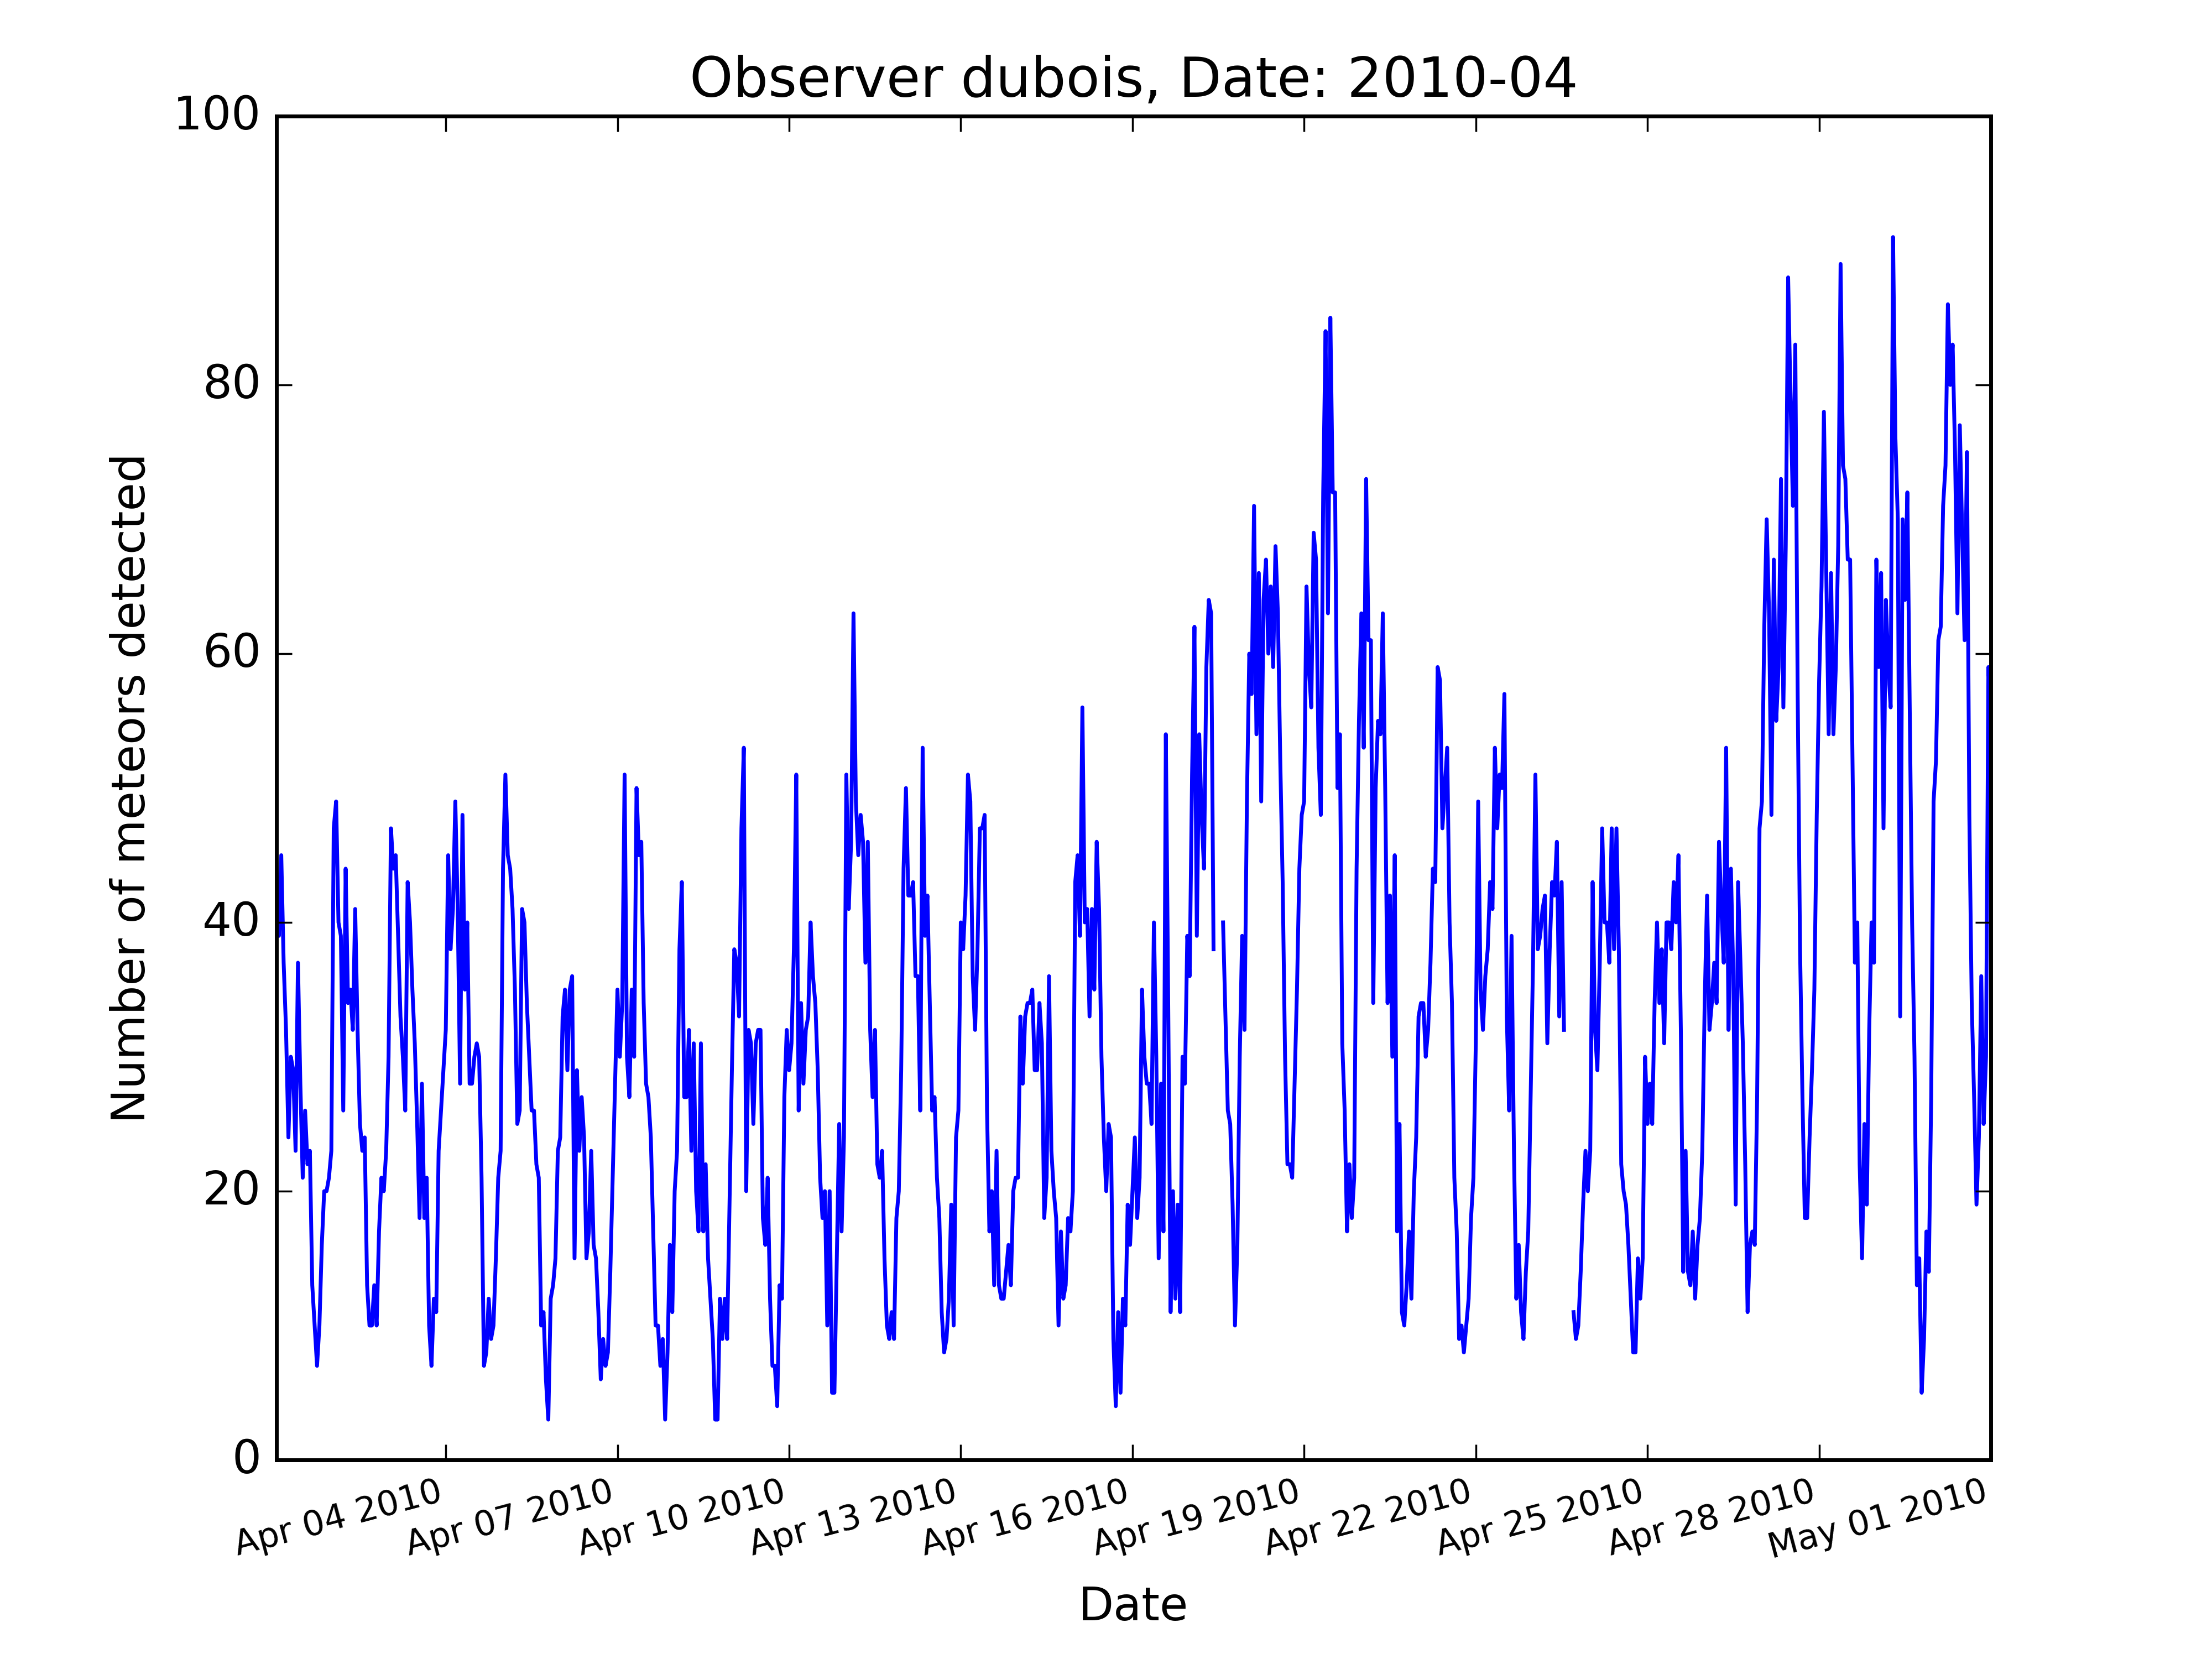 Observer dubois, Date: 2010-04
100
80
60
40
20
0
Number of meteors detected
Apr 04 2010
Apr 07 2010
Apr 10 2010
Apr 13 2010
Apr 16 2010
Apr 19 2010
Apr 22 2010
Apr 25 2010
Apr 28 2010
May 01 2010
Date